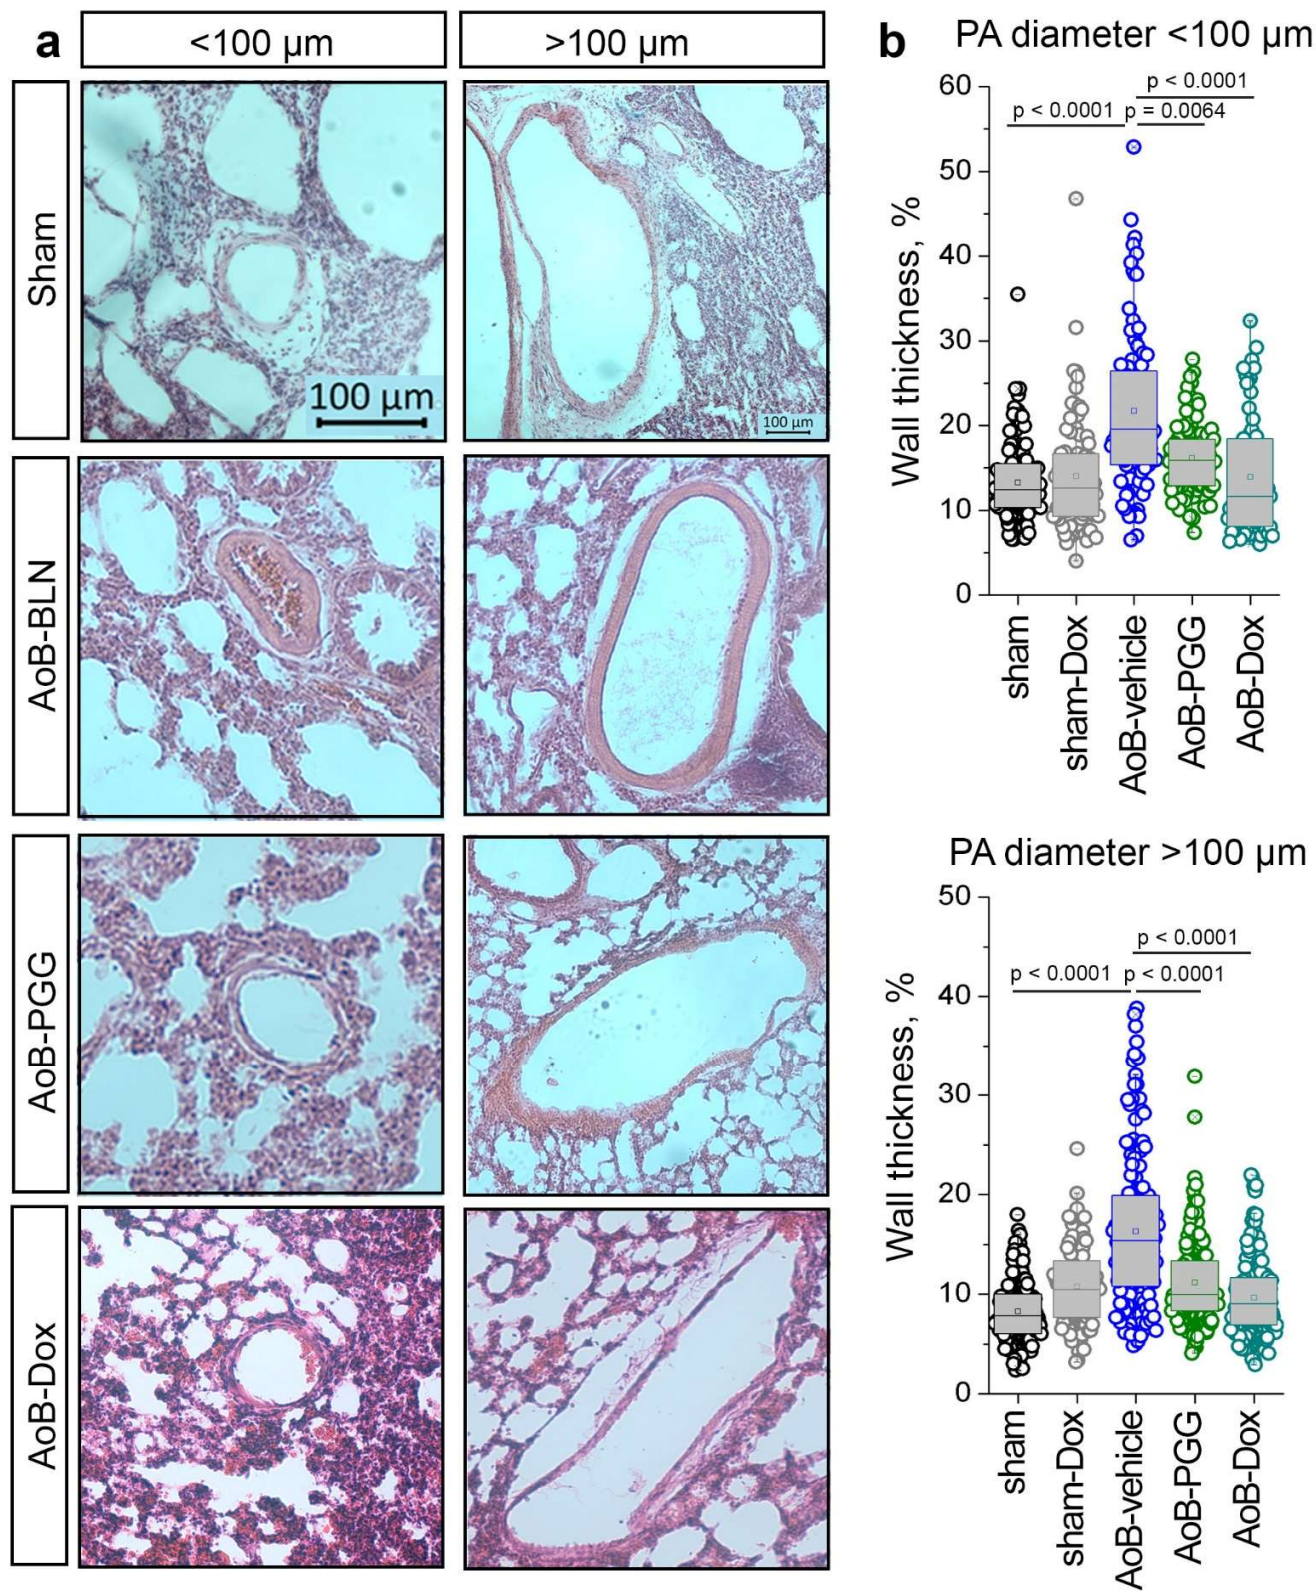 a
<100 µm
>100 µm
Sham
100 µm
100 µm
AoB-BLN
AoB-PGG
AoB-Dox
b
PA diameter <100 µm
p < 0.0001
p < 0.0001
p = 0.0064
Wall thickness, %
60
50
40
30
20
10
0
sham
sham-Dox
AoB-vehicle
AoB-PGG
AoB-Dox
PA diameter >100 µm
p < 0.0001
p < 0.0001
p < 0.0001
Wall thickness, %
50
40
30
20
10
0
sham
sham-Dox
AoB-vehicle
AoB-PGG
AoB-Dox